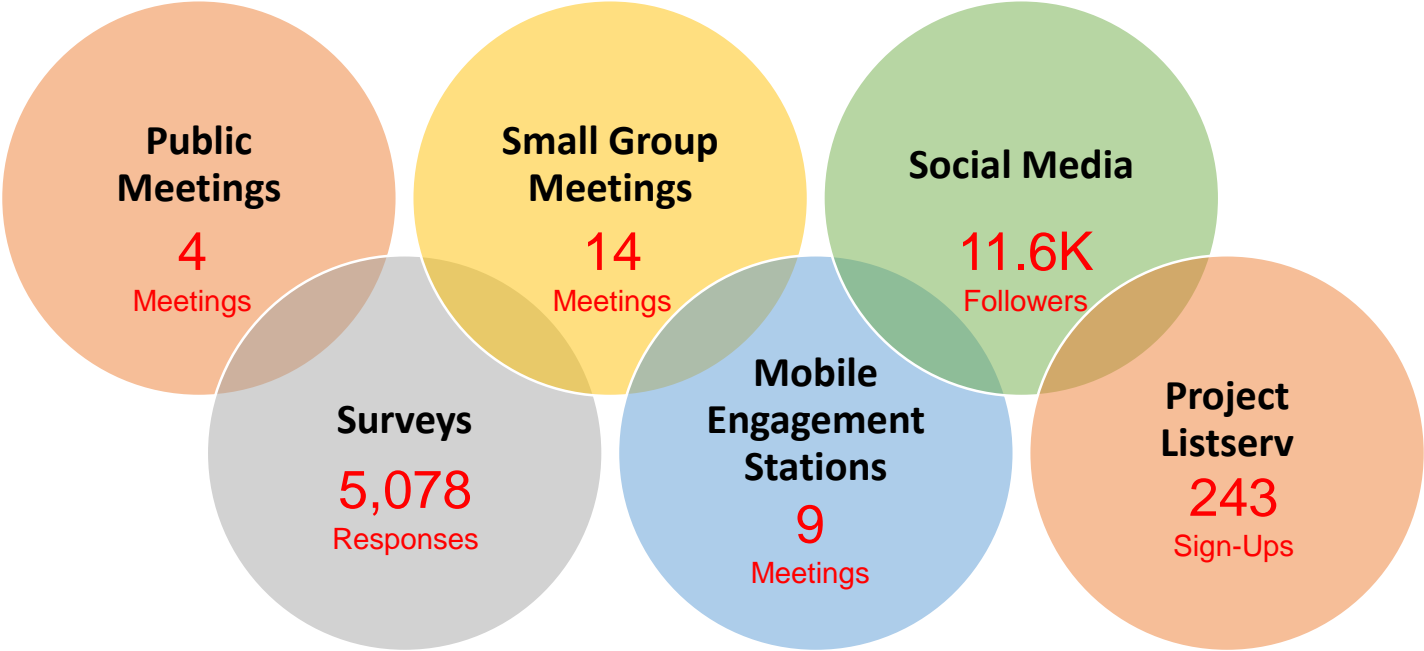 Public
Meetings
4
Meetings
Small Group
Meetings
14
Meetings
Social Media
11.6K
Followers
Surveys
5,078
Responses
Mobile
Engagement
Stations
9
Meetings
Project
Listserv
243
Sign-Ups